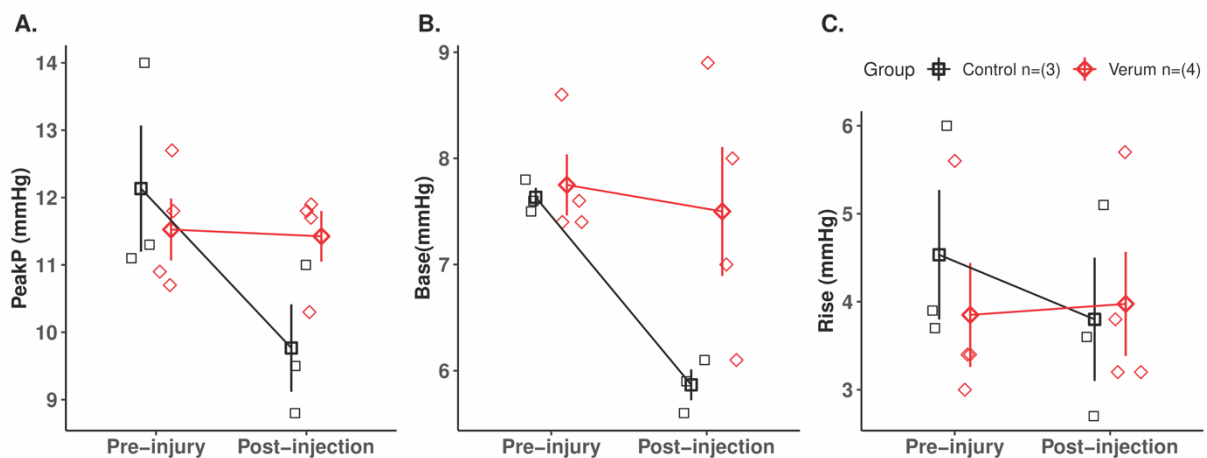 A.
PeakP (mmHg)
14
13
12
11
10
9
Pre-injury
Post-injection
B.
Base(mmHg)
9
8
7
6
Pre-injury
Post-injection
C.
Group
Control n=(3)
Verum n=(4)
Rise (mmHg)
6
5
4
3
Pre-injury
Post-injection